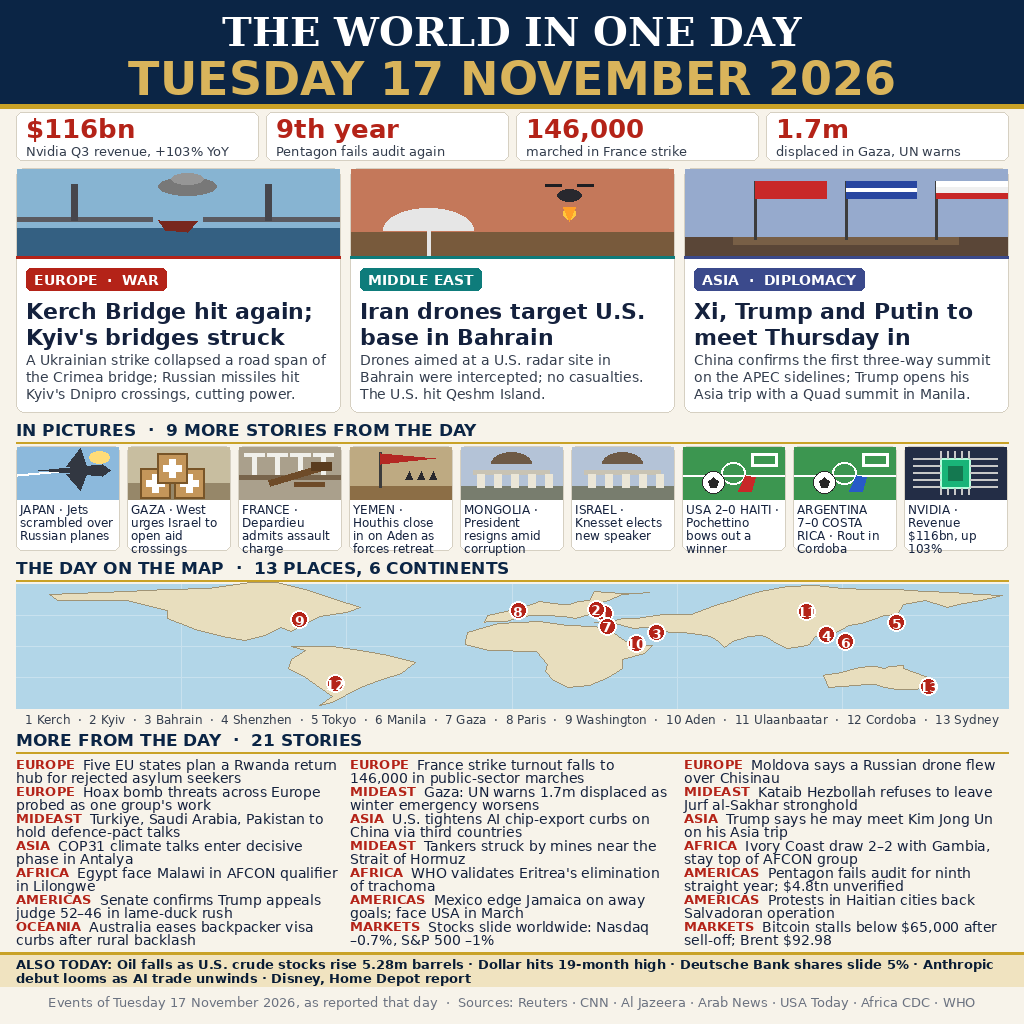 THE WORLD IN ONE DAY
TUESDAY 17 NOVEMBER 2026
$116bn
Nvidia Q3 revenue, +103% YoY
9th year
Pentagon fails audit again
146,000
marched in France strike
1.7m
displaced in Gaza, UN warns
EUROPE · WAR
Kerch Bridge hit again;
Kyiv's bridges struck
A Ukrainian strike collapsed a road span of
the Crimea bridge; Russian missiles hit
Kyiv's Dnipro crossings, cutting power.
MIDDLE EAST
Iran drones target U.S.
base in Bahrain
Drones aimed at a U.S. radar site in
Bahrain were intercepted; no casualties.
The U.S. hit Qeshm Island.
ASIA · DIPLOMACY
Xi, Trump and Putin to
meet Thursday in
China confirms the first three-way summit
on the APEC sidelines; Trump opens his
Asia trip with a Quad summit in Manila.
IN PICTURES · 9 MORE STORIES FROM THE DAY
JAPAN · Jets
scrambled over
Russian planes
GAZA · West
urges Israel to
open aid
crossings
FRANCE ·
Depardieu
admits assault
charge
YEMEN ·
Houthis close
in on Aden as
forces retreat
MONGOLIA ·
President
resigns amid
corruption
ISRAEL ·
Knesset elects
new speaker
USA 2–0 HAITI ·
Pochettino
bows out a
winner
ARGENTINA
7–0 COSTA
RICA · Rout in
Cordoba
NVIDIA ·
Revenue
$116bn, up
103%
THE DAY ON THE MAP · 13 PLACES, 6 CONTINENTS
9
8
2
7
10
3
11
4
6
5
12
13
1 Kerch · 2 Kyiv · 3 Bahrain · 4 Shenzhen · 5 Tokyo · 6 Manila · 7 Gaza · 8 Paris · 9 Washington · 10 Aden · 11 Ulaanbaatar · 12 Cordoba · 13 Sydney
MORE FROM THE DAY · 21 STORIES
EUROPE Five EU states plan a Rwanda return
hub for rejected asylum seekers
EUROPE Hoax bomb threats across Europe
probed as one group's work
MIDEAST Turkiye, Saudi Arabia, Pakistan to
hold defence-pact talks
ASIA COP31 climate talks enter decisive
phase in Antalya
AFRICA Egypt face Malawi in AFCON qualifier
in Lilongwe
AMERICAS Senate confirms Trump appeals
judge 52–46 in lame-duck rush
OCEANIA Australia eases backpacker visa
curbs after rural backlash
EUROPE France strike turnout falls to
146,000 in public-sector marches
MIDEAST Gaza: UN warns 1.7m displaced as
winter emergency worsens
ASIA U.S. tightens AI chip-export curbs on
China via third countries
MIDEAST Tankers struck by mines near the
Strait of Hormuz
AFRICA WHO validates Eritrea's elimination
of trachoma
AMERICAS Mexico edge Jamaica on away
goals; face USA in March
MARKETS Stocks slide worldwide: Nasdaq
–0.7%, S&P 500 –1%
EUROPE Moldova says a Russian drone flew
over Chisinau
MIDEAST Kataib Hezbollah refuses to leave
Jurf al-Sakhar stronghold
ASIA Trump says he may meet Kim Jong Un
on his Asia trip
AFRICA Ivory Coast draw 2–2 with Gambia,
stay top of AFCON group
AMERICAS Pentagon fails audit for ninth
straight year; $4.8tn unverified
AMERICAS Protests in Haitian cities back
Salvadoran operation
MARKETS Bitcoin stalls below $65,000 after
sell-off; Brent $92.98
ALSO TODAY: Oil falls as U.S. crude stocks rise 5.28m barrels · Dollar hits 19-month high · Deutsche Bank shares slide 5% · Anthropic
debut looms as AI trade unwinds · Disney, Home Depot report
Events of Tuesday 17 November 2026, as reported that day · Sources: Reuters · CNN · Al Jazeera · Arab News · USA Today · Africa CDC · WHO